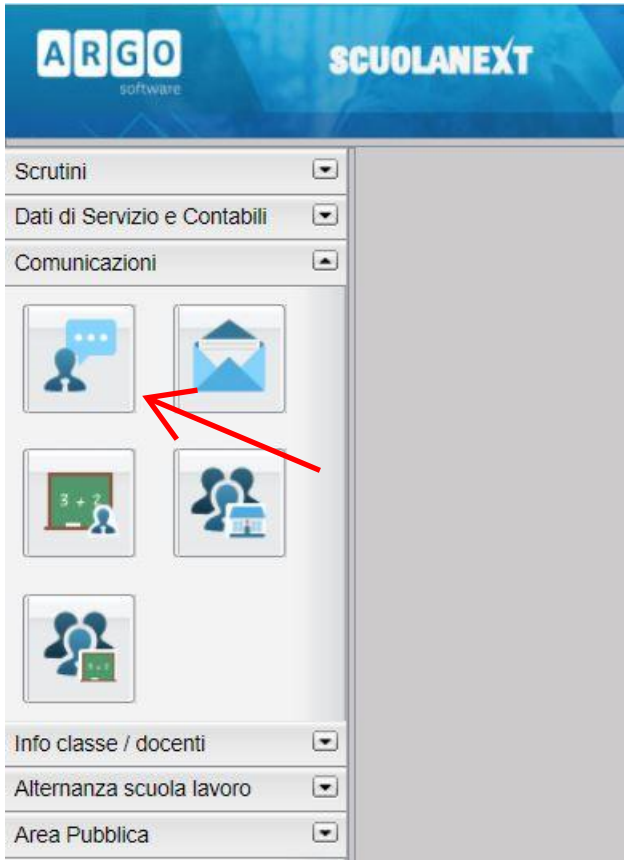 ARGO
software
SCUOLANEXT
Scrutini
Dati di Servizio e Contabili
Comunicazioni
3 + 2
Info classe / docenti
Alternanza scuola lavoro
Area Pubblica